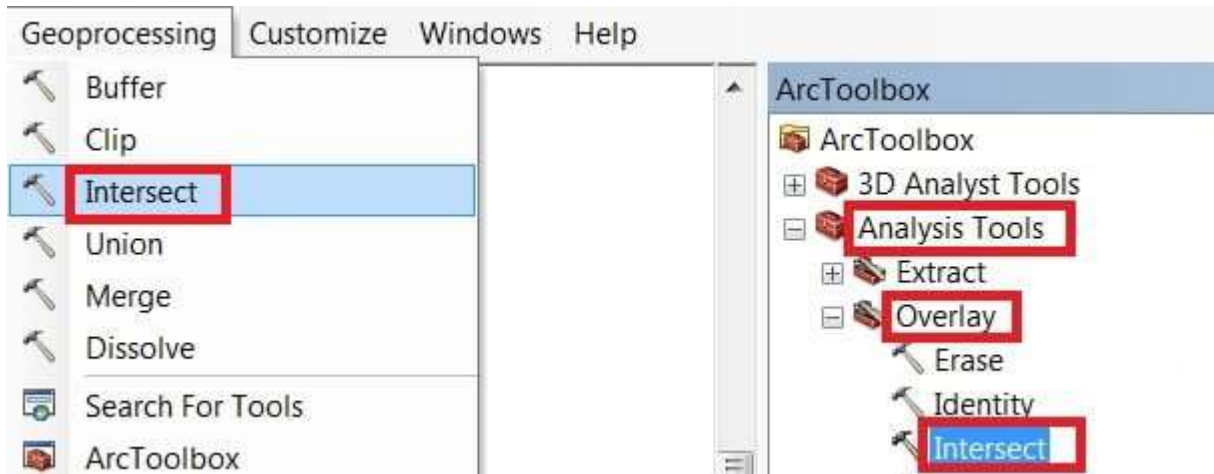 Geoprocessing Customize Windows Help
Buffer
Clip
Intersect
Union
Merge
Dissolve
Search For Tools
ArcToolbox
ArcToolbox
ArcToolbox
3D Analyst Tools
Analysis Tools
Extract
Overlay
Erase
Identity
Intersect